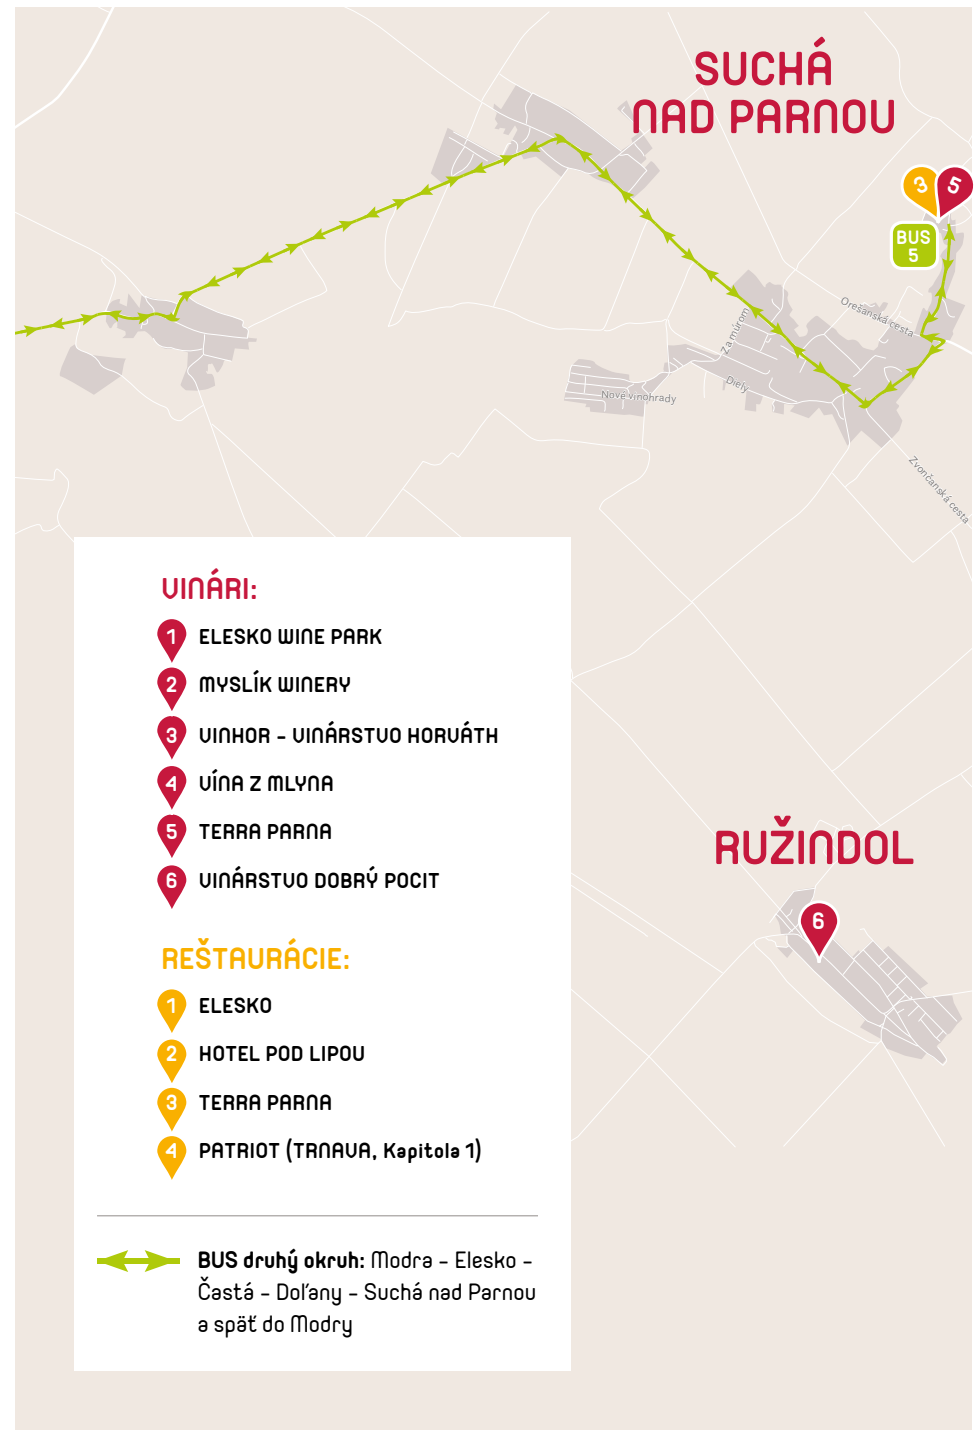 SUCHÁ
NAD PARNOU
3
5
BUS
5
Orešanská cesta
Za múrom
Diely
Nové vinohrady
Zvončanská cesta
VINÁRI:
1 ELESKO WINE PARK
2 MYSLÍK WINERY
3 VINHOR - VINÁRSTVO HORVÁTH
4 VÍNA Z MLYNA
5 TERRA PARNA
6 VINÁRSTVO DOBRÝ POCIT
RUŽINDOL
6
REŠTAURÁCIE:
1 ELESKO
2 HOTEL POD LIPOU
3 TERRA PARNA
4 PATRIOT (TRNAVA, Kapitola 1)
BUS druhý okruh: Modra - Elesko -
Častá - Doľany - Suchá nad Parnou
a späť do Modry